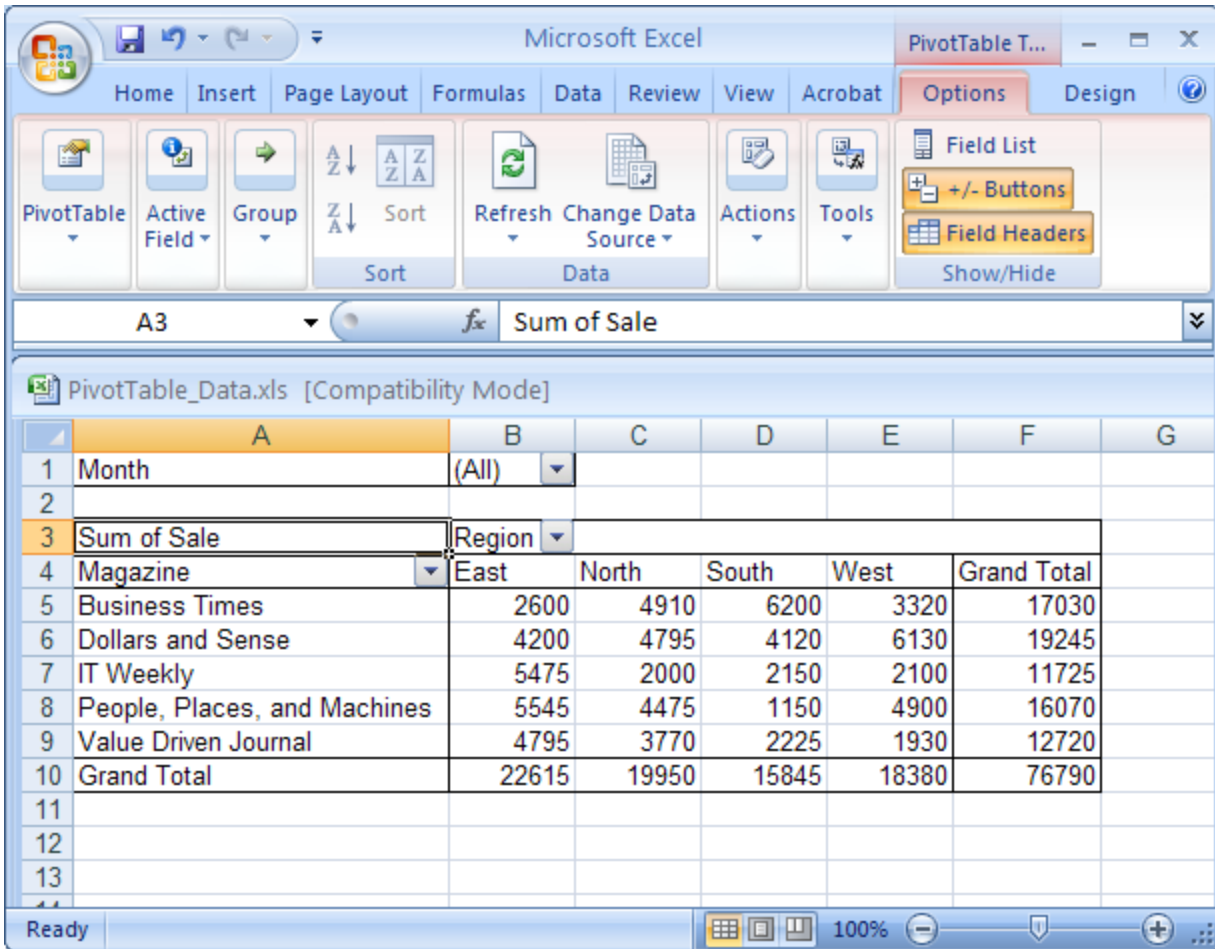 Microsoft Excel
PivotTable T...
Home Insert Page Layout Formulas Data Review View Acrobat Options Design
PivotTable
Active Field
Group
A Z
Z A
A Z Z A
Sort
Sort
Refresh
Change Data Source
Data
Actions
Tools
Field List
+/- Buttons
Field Headers
Show/Hide
A3 fx Sum of Sale
PivotTable_Data.xls [Compatibility Mode]
A B C D E F G
1 Month (All)
2
3 Sum of Sale Region
4 Magazine East North South West Grand Total
5 Business Times 2600 4910 6200 3320 17030
6 Dollars and Sense 4200 4795 4120 6130 19245
7 IT Weekly 5475 2000 2150 2100 11725
8 People, Places, and Machines 5545 4475 1150 4900 16070
9 Value Driven Journal 4795 3770 2225 1930 12720
10 Grand Total 22615 19950 15845 18380 76790
11
12
13
Ready 100%